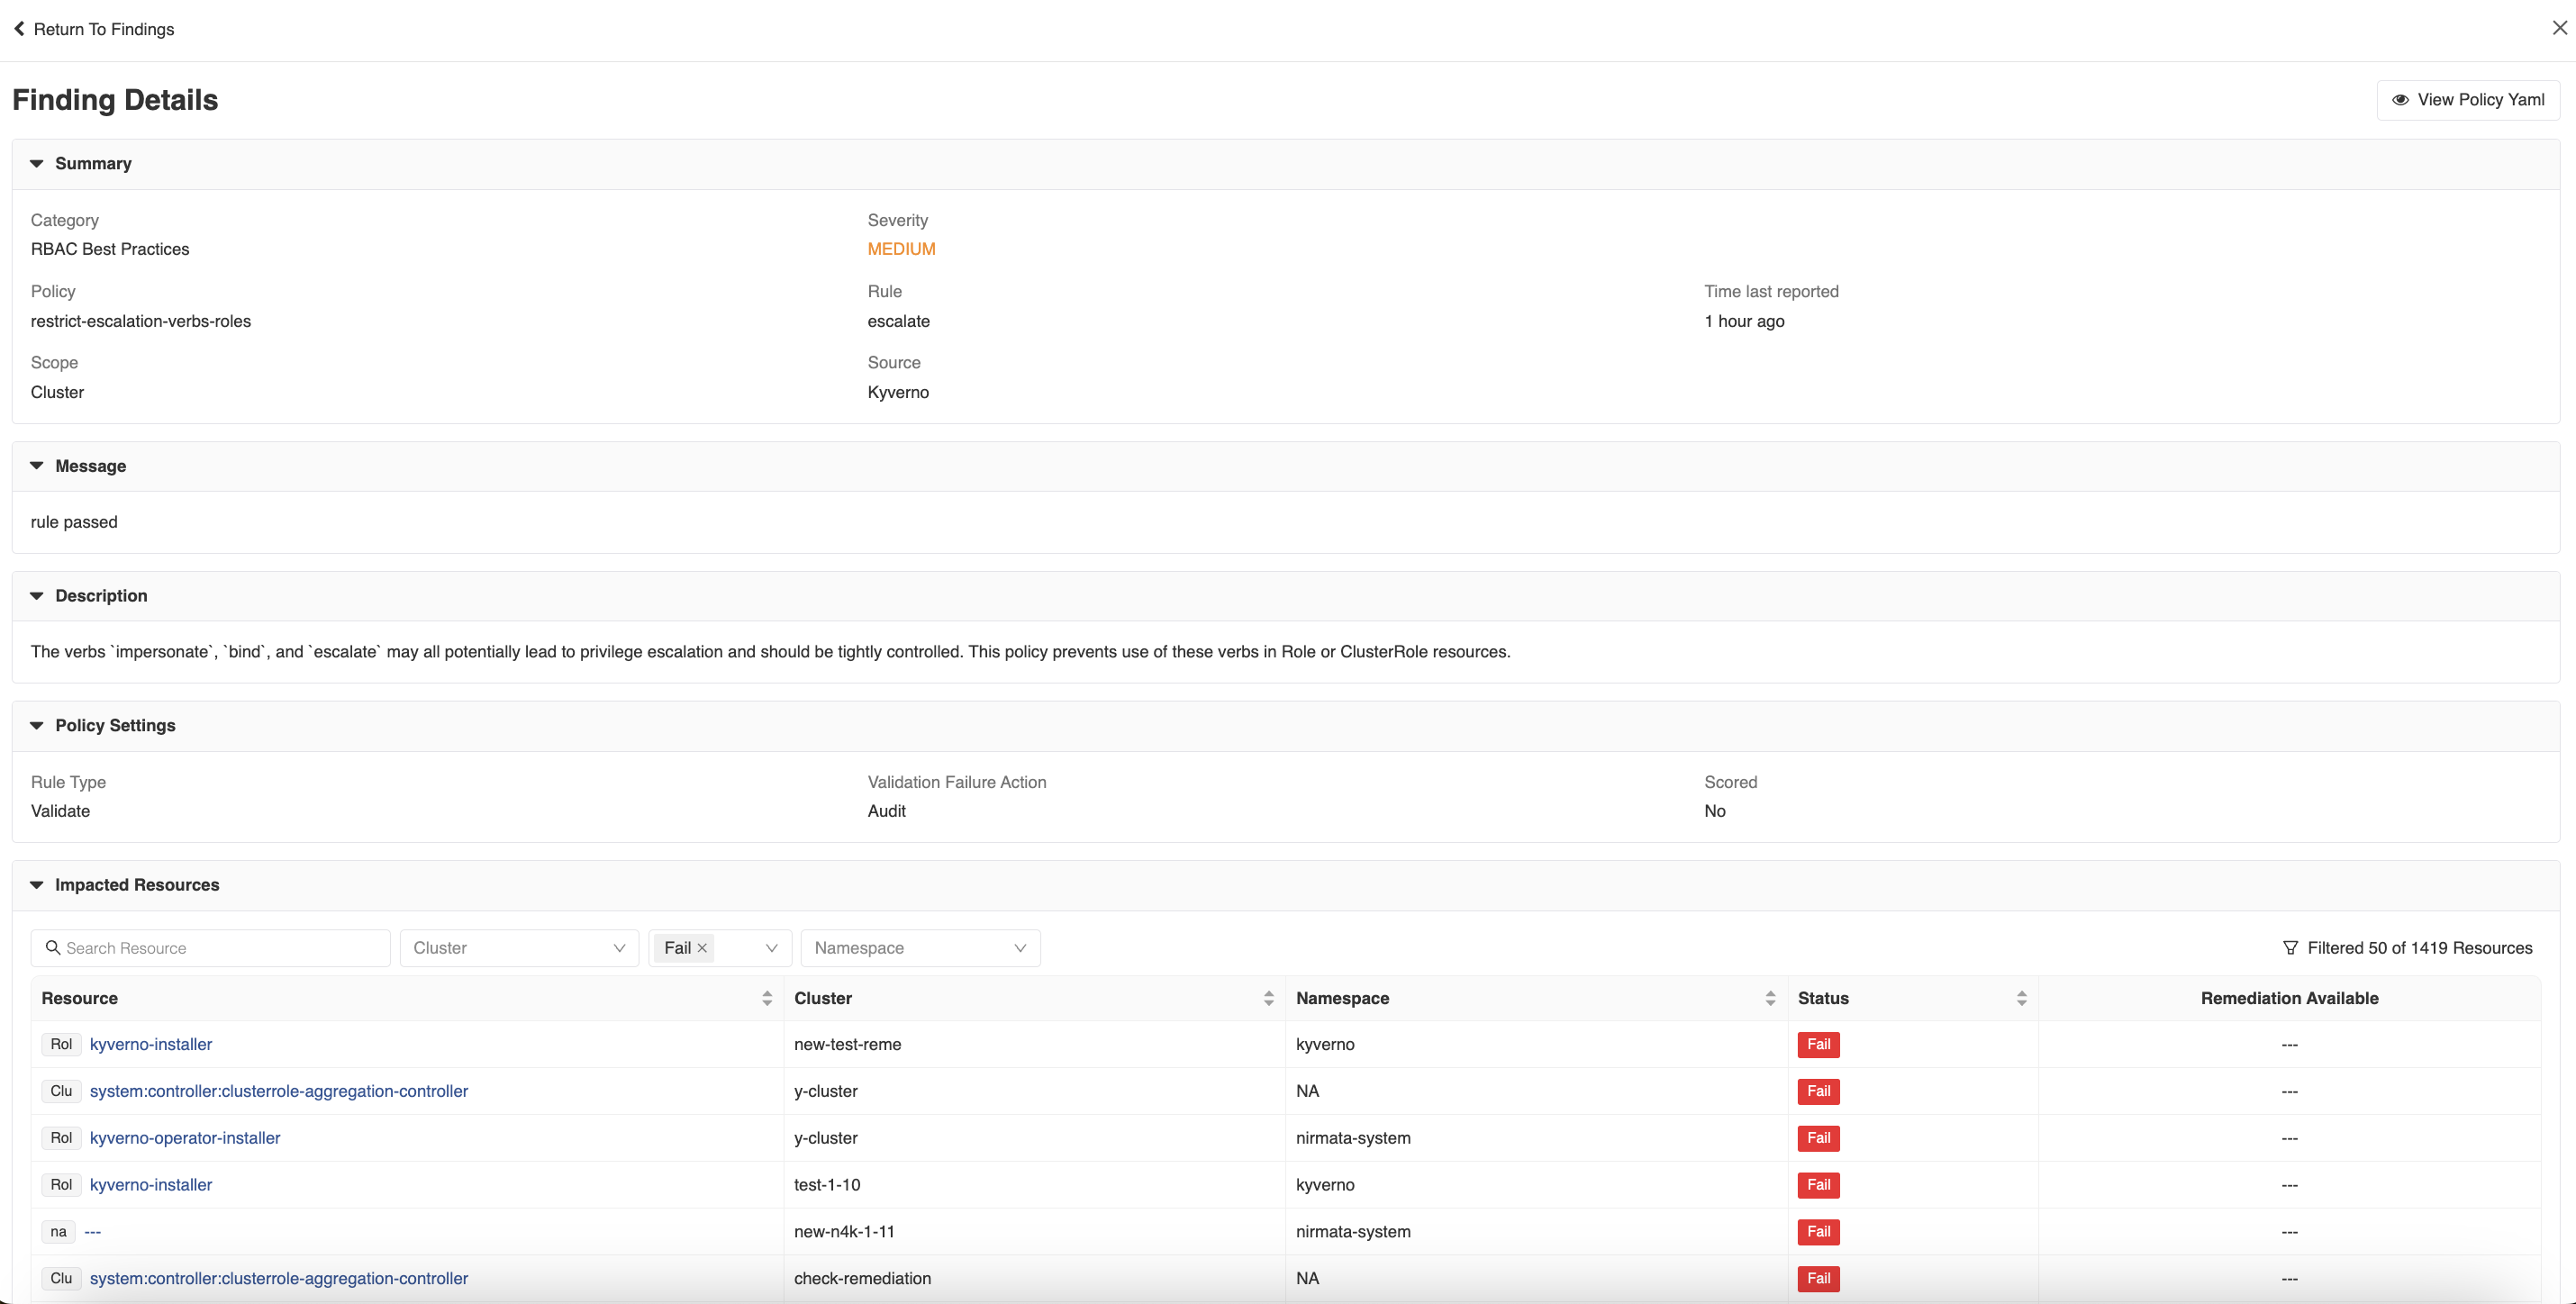 Return To Findings
Finding Details
View Policy Yaml
Summary
Category Severity
RBAC Best Practices MEDIUM
Policy Rule Time last reported
restrict-escalation-verbs-roles escalate 1 hour ago
Scope Source
Cluster Kyverno
Message
rule passed
Description
The verbs `impersonate`, `bind`, and `escalate` may all potentially lead to privilege escalation and should be tightly controlled. This policy prevents use of these verbs in Role or ClusterRole resources.
Policy Settings
Rule Type Validation Failure Action Scored
Validate Audit No
Impacted Resources
Search Resource Cluster Fail Namespace Filtered 50 of 1419 Resources
Resource Cluster Namespace Status Remediation Available
Rol kyverno-installer new-test-reme kyverno Fail ---
Clu system:controller:clusterrole-aggregation-controller y-cluster NA Fail ---
Rol kyverno-operator-installer y-cluster nirmata-system Fail ---
Rol kyverno-installer test-1-10 kyverno Fail ---
na --- new-n4k-1-11 nirmata-system Fail ---
Clu system:controller:clusterrole-aggregation-controller check-remediation NA Fail ---